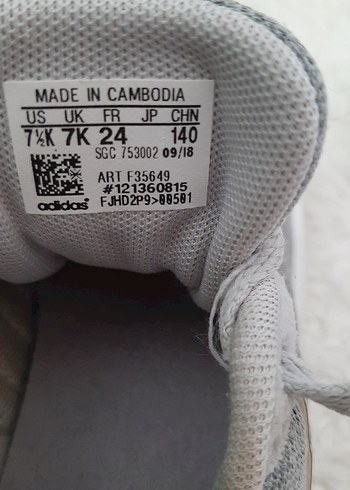 MADE IN CAMBODIA
US UK FR JP CHN
7½K 7K 24 140
SGC 753002 09/18
ART F35649
#121360815
adidas FJHD2P9>00501